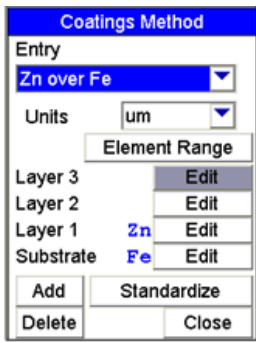 Coatings Method
Entry
Zn over Fe
Units um
Element Range
Layer 3 Edit
Layer 2 Edit
Layer 1 Zn Edit
Substrate Fe Edit
Add Standardize
Delete Close